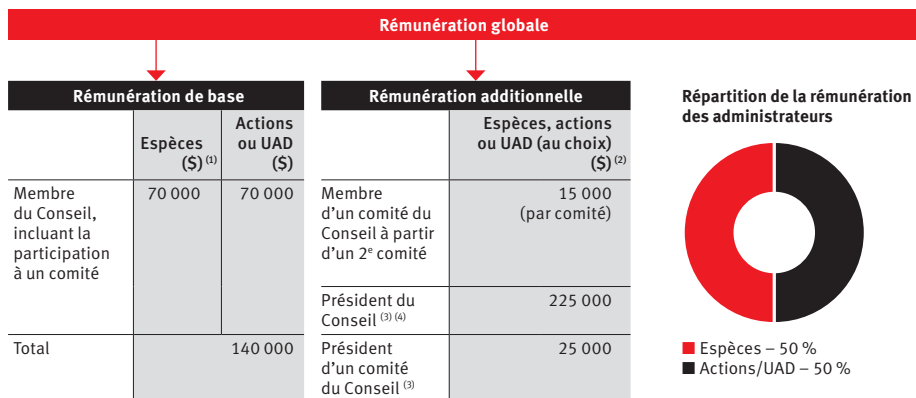 Rémunération globale
Rémunération de base
Espèces
($) (1)
Actions
ou UAD
($)
Membre
du Conseil,
incluant la
participation
à un comité
70 000
70 000
Total
140 000
Rémunération additionnelle
Espèces, actions
ou UAD (au choix)
($) (2)
Membre
d’un comité du
Conseil à partir
d’un 2e comité
15 000
(par comité)
Président du
Conseil (3) (4)
225 000
Président
d’un comité
du Conseil (3)
25 000
Répartition de la rémunération
des administrateurs
Espèces – 50 %
Actions/UAD – 50 %